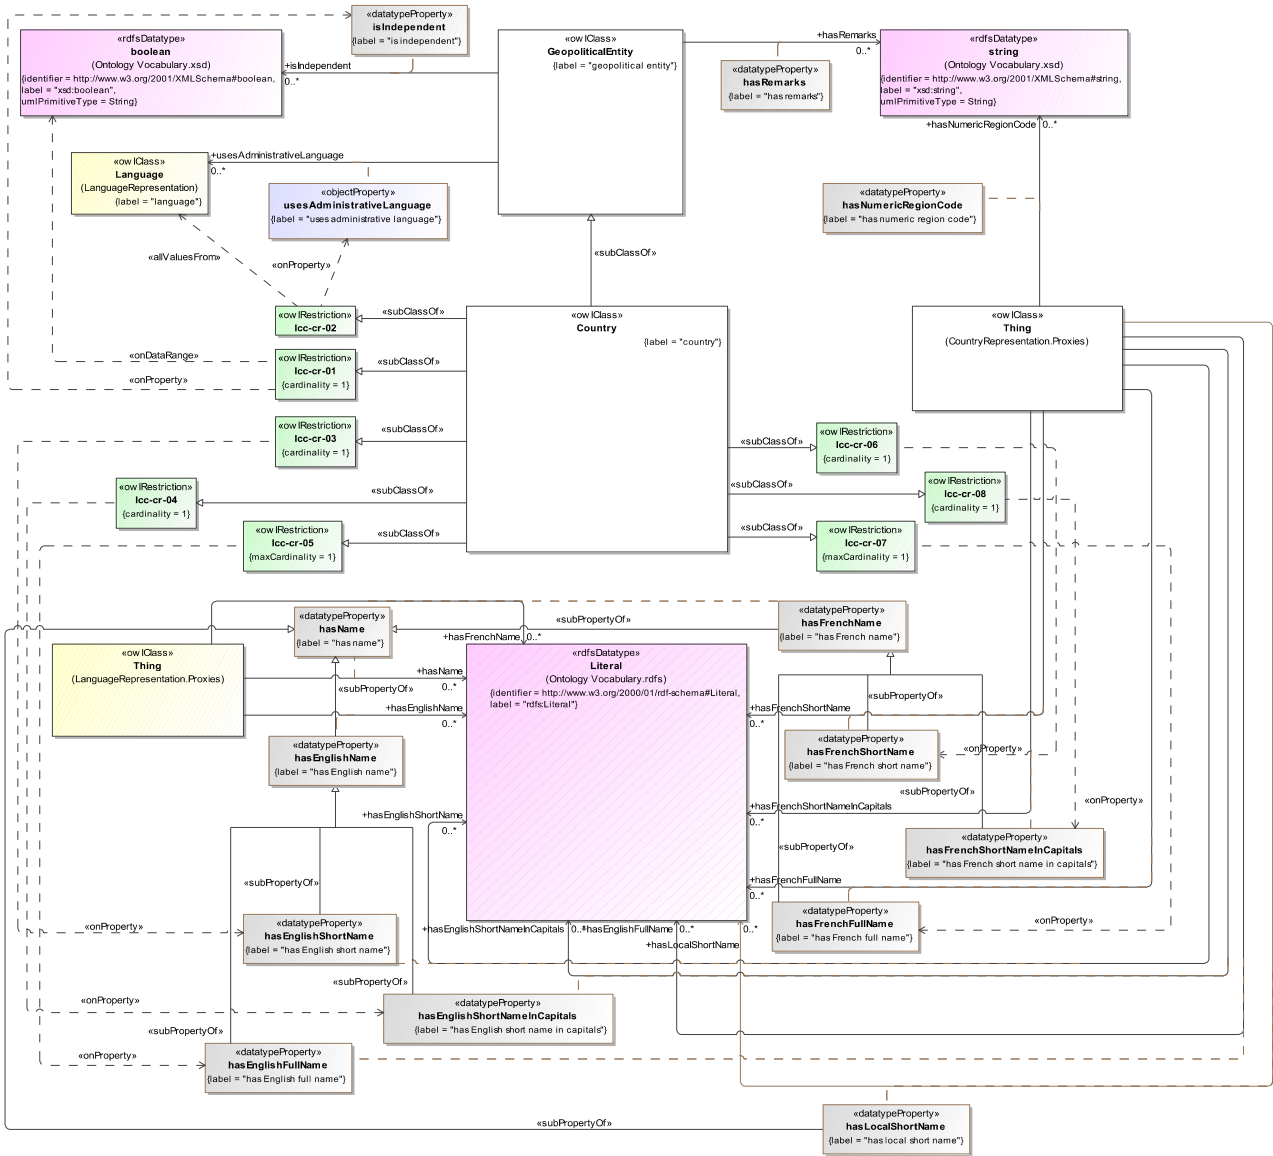 «datatypeProperty»
isIndependent
{label = "is independent"}
«rdfsDatatype»
boolean
(Ontology Vocabulary.xsd)
{identifier = http://www.w3.org/2001/XMLSchema#boolean,
label = "xsd:boolean",
umlPrimitiveType = String}
+isIndependent
0..*
«owlClass»
GeopoliticalEntity
{label = "geopolitical entity"}
+hasRemarks
0..*
«datatypeProperty»
hasRemarks
{label = "has remarks"}
«rdfsDatatype»
string
(Ontology Vocabulary.xsd)
{identifier = http://www.w3.org/2001/XMLSchema#string,
label = "xsd:string",
umlPrimitiveType = String}
+hasNumericRegionCode
0..*
«owlClass»
Language
(LanguageRepresentation)
{label = "language"}
+usesAdministrativeLanguage
0..*
«objectProperty»
usesAdministrativeLanguage
{label = "uses administrative language"}
«datatypeProperty»
hasNumericRegionCode
{label = "has numeric region code"}
«allValuesFrom»
«onProperty»
«subClassOf»
«owlRestriction»
lcc-cr-02
«subClassOf»
«owlClass»
Country
{label = "country"}
«owlClass»
Thing
(CountryRepresentation.Proxies)
«onDataRange»
«onProperty»
«owlRestriction»
lcc-cr-01
{cardinality = 1}
«subClassOf»
«owlRestriction»
lcc-cr-03
{cardinality = 1}
«subClassOf»
«owlRestriction»
lcc-cr-04
{cardinality = 1}
«subClassOf»
«owlRestriction»
lcc-cr-05
{maxCardinality = 1}
«subClassOf»
«subClassOf»
«owlRestriction»
lcc-cr-06
{cardinality = 1}
«subClassOf»
«owlRestriction»
lcc-cr-08
{cardinality = 1}
«subClassOf»
«owlRestriction»
lcc-cr-07
{maxCardinality = 1}
«datatypeProperty»
hasName
{label = "has name"}
«subPropertyOf»
«datatypeProperty»
hasFrenchName
{label = "has French name"}
+hasFrenchName
0..*
«owlClass»
Thing
(LanguageRepresentation.Proxies)
+hasName
0..*
«subPropertyOf»
+hasEnglishName
0..*
«rdfsDatatype»
Literal
(Ontology Vocabulary.rdfs)
{identifier = http://www.w3.org/2000/01/rdf-schema#Literal,
label = "rdfs:Literal"}
«subPropertyOf»
+hasFrenchShortName
0..*
«datatypeProperty»
hasEnglishName
{label = "has English name"}
«datatypeProperty»
hasFrenchShortName
{label = "has French short name"}
«onProperty»
«subPropertyOf»
+hasFrenchShortNameInCapitals
0..*
«onProperty»
+hasEnglishShortName
0..*
«subPropertyOf»
«datatypeProperty»
hasFrenchShortNameInCapitals
{label = "has French short name in capitals"}
«subPropertyOf»
+hasFrenchFullName
0..*
«datatypeProperty»
hasFrenchFullName
{label = "has French full name"}
«onProperty»
«onProperty»
«datatypeProperty»
hasEnglishShortName
{label = "has English short name"}
+hasEnglishShortNameInCapitals
0..*
+hasEnglishFullName
0..*
+hasLocalShortName
0..*
«subPropertyOf»
«onProperty»
«datatypeProperty»
hasEnglishShortNameInCapitals
{label = "has English short name in capitals"}
«subPropertyOf»
«onProperty»
«datatypeProperty»
hasEnglishFullName
{label = "has English full name"}
«subPropertyOf»
«datatypeProperty»
hasLocalShortName
{label = "has local short name"}